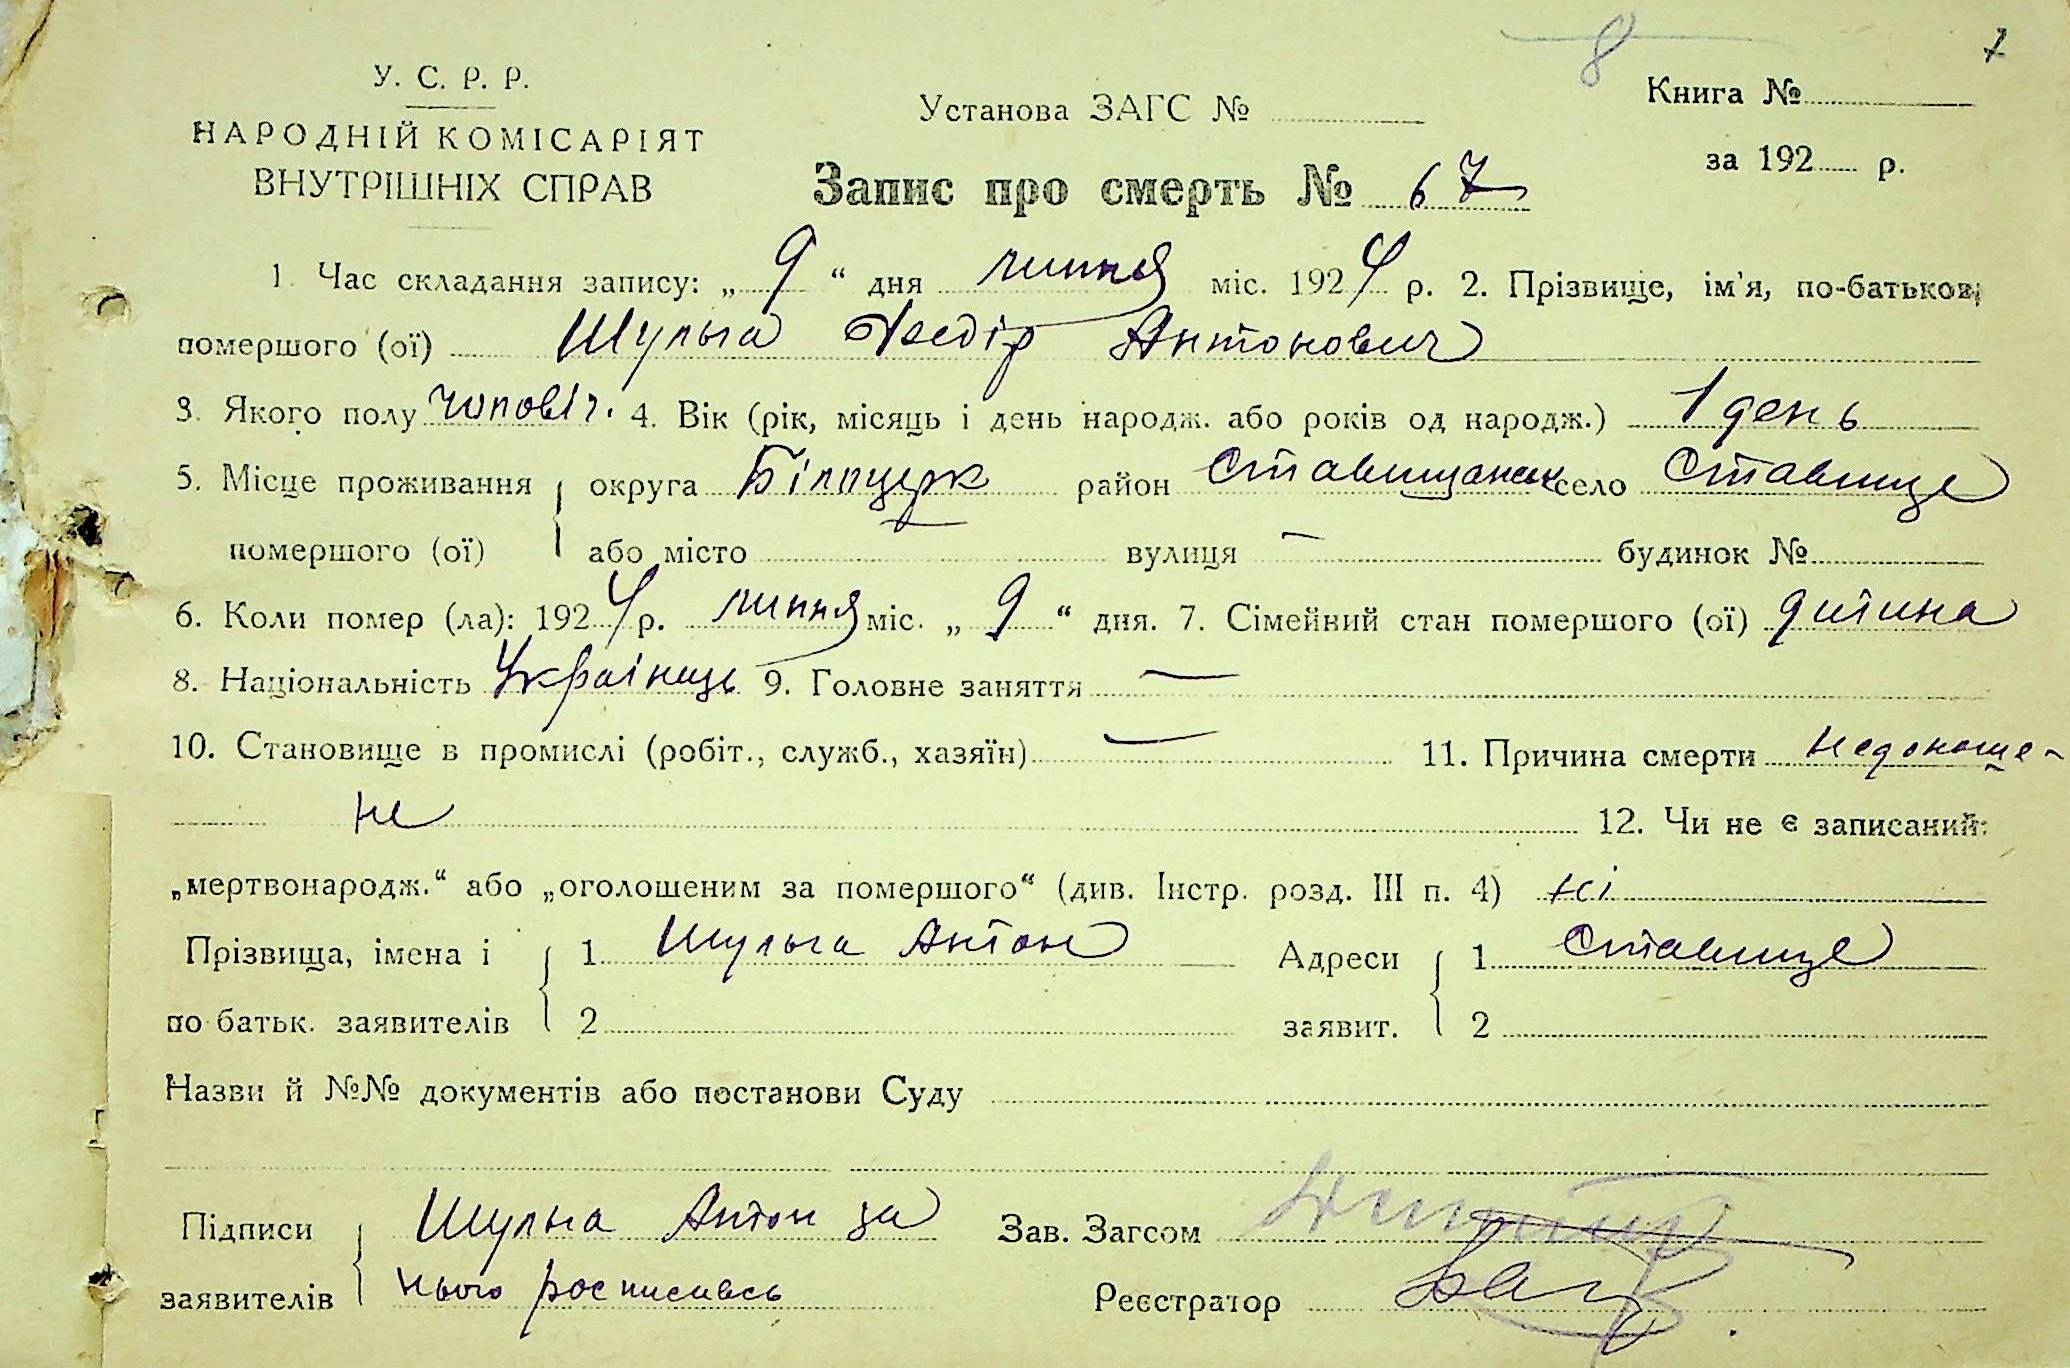 8
7
У. С. Р. Р.
НАРОДНІЙ КОМІСАРІЯТ
ВНУТРІШНІХ СПРАВ
Установа ЗАГС №
Книга №
за 192 р.
Запис про смерть № 67
1. Час складання запису: „ 9 “ дня липня міс. 1924 р. 2. Прізвище, ім'я, по-батькові
помершого (ої) Шульга Федір Антонович
3. Якого полу чоловіч. 4. Вік (рік, місяць і день народж. або років од народж.) 1 день
5. Місце проживання округа Білоцерк район Ставищанськ село Ставище
помершого (ої) або місто вулиця — будинок №
6. Коли помер (ла): 1924 р. липня міс. „ 9 “ дня. 7. Сімейний стан помершого (ої) дитина
8. Національність Українець 9. Головне заняття —
10. Становище в промислі (робіт., служб., хазяїн) — 11. Причина смерти недоноше-
не 12. Чи не є записаний:
„мертвонародж.“ або „оголошеним за помершого“ (див. Інстр. розд. III п. 4) ні
Прізвища, імена і 1. Шульга Антон Адреси 1 Ставище
по батьк. заявителів 2 заявит. 2
Назви й №№ документів або постанови Суду
Підписи Шульга Антон за Зав. Загсом
заявителів нього росписавсь Реєстратор